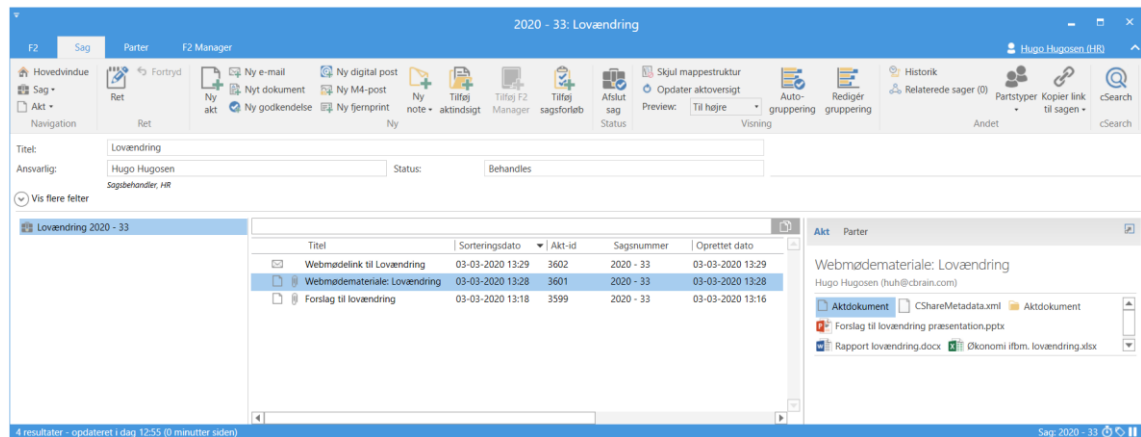 2020 - 33: Lovændring
F2 Sag Parter F2 Manager Hugo Hugosen (HR)
Hovedvindue
Sag
Akt
Navigation
Fortryd
Ret
Ret
Ny akt
Ny e-mail
Nyt dokument
Ny godkendelse
Ny digital post
Ny M4-post
Ny fjernprint
Ny note
Tilføj aktindsigt
Tilføj F2 Manager
Tilføj sagsforløb
Ny
Afslut sag
Status
Skjul mappestruktur
Opdater aktoversigt
Preview: Til højre
Auto-gruppering
Redigér gruppering
Visning
Historik
Relaterede sager (0)
Partstyper
Kopier link til sagen
Andet
cSearch
cSearch
Titel: Lovændring
Ansvarlig: Hugo Hugosen Status: Behandles
Sagsbehandler, HR
Vis flere felter
Lovændring 2020 - 33
Titel Sorteringsdato Akt-id Sagsnummer Oprettet dato
Webmødelink til Lovændring 03-03-2020 13:29 3602 2020 - 33 03-03-2020 13:29
Webmødemateriale: Lovændring 03-03-2020 13:28 3601 2020 - 33 03-03-2020 13:28
Forslag til lovændring 03-03-2020 13:18 3599 2020 - 33 03-03-2020 13:16
Akt Parter
Webmødemateriale: Lovændring
Hugo Hugosen (huh@cbrain.com)
Aktdokument CShareMetadata.xml Aktdokument
Forslag til lovændring præsentation.pptx
Rapport lovændring.docx Økonomi ifbm. lovændring.xlsx
4 resultater - opdateret i dag 12:55 (0 minutter siden) Sag: 2020 - 33